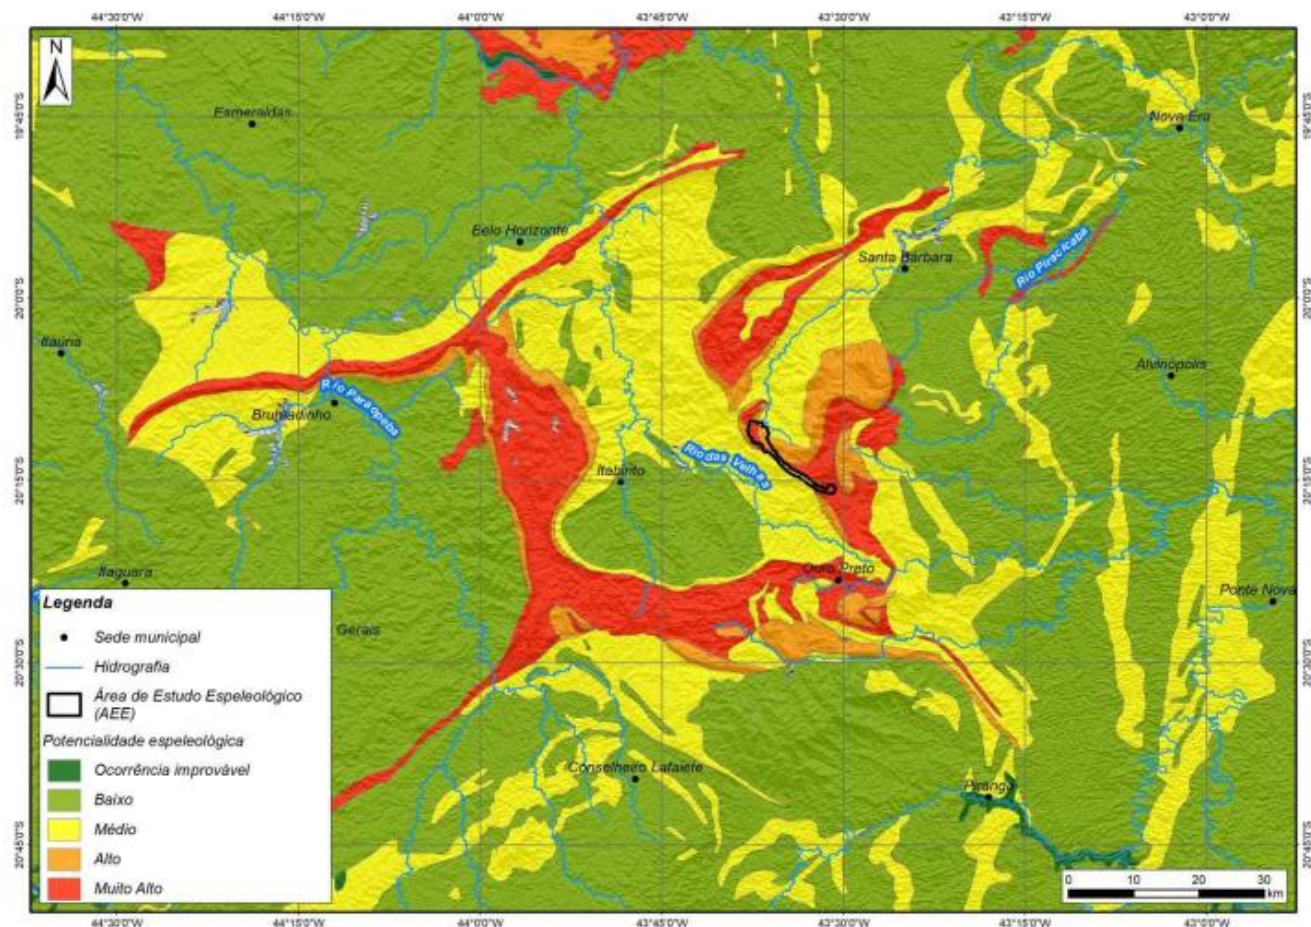 44°30'0"W 44°15'0"W 44°0'0"W 43°45'0"W 43°30'0"W 43°15'0"W 43°0'0"W
N
19°45'0"S
19°45'0"S
Esmeraldas
Nova Era
Belo Horizonte
Santa Bárbara
Rio Piracicaba
20°0'0"S
20°0'0"S
Itaúna
Alvinópolis
Rio Paraopeba
Brumadinho
Rio das Velhas
Itabirito
20°15'0"S
20°15'0"S
Itaguara
Ouro Preto
Ponte Nova
Gerais
20°30'0"S
20°30'0"S
Conselheiro Lafaiete
Piranga
20°45'0"S
20°45'0"S
Legenda
Sede municipal
Hidrografia
Área de Estudo Espeleológico
(AEE)
Potencialidade espeleológica
Ocorrência improvável
Baixo
Médio
Alto
Muito Alto
0 10 20 30
km
44°30'0"W 44°15'0"W 44°0'0"W 43°45'0"W 43°30'0"W 43°15'0"W 43°0'0"W